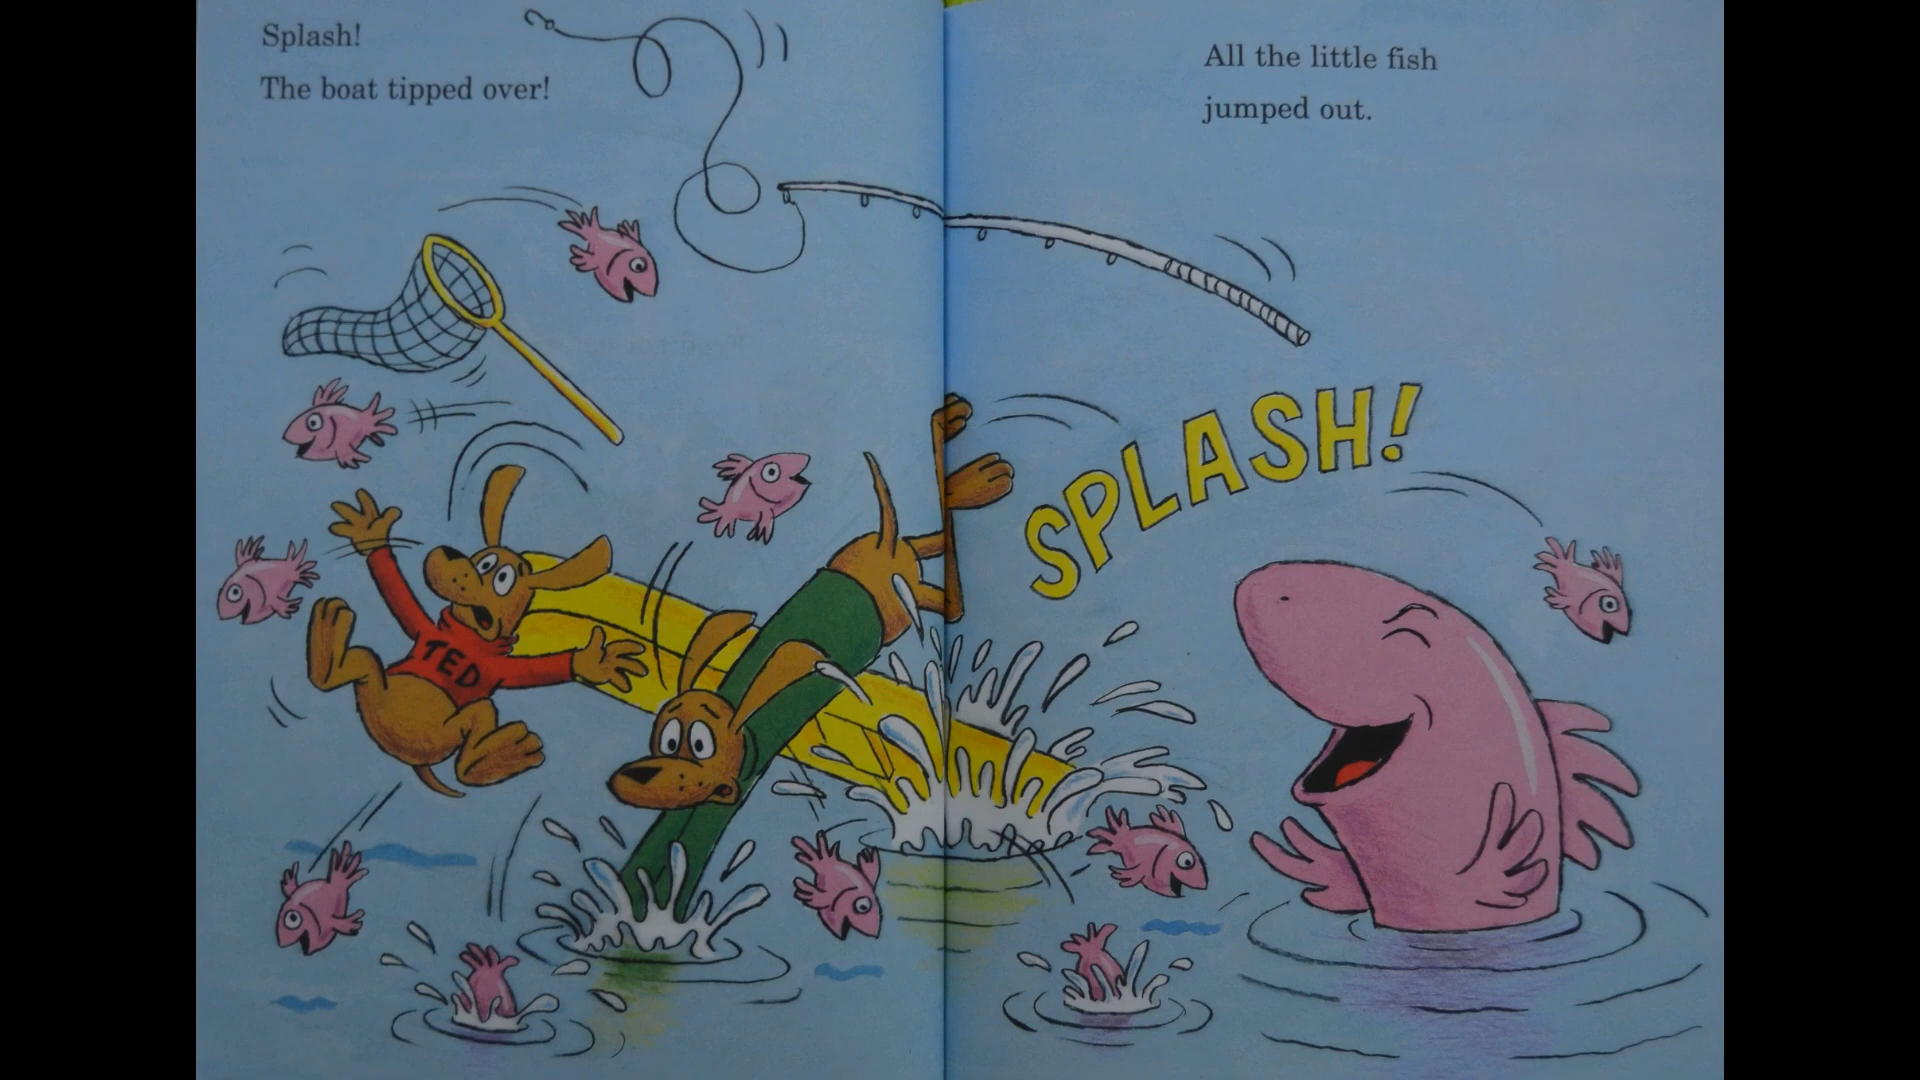 Splash!
The boat tipped over!
TED
All the little fish
jumped out.
SPLASH!